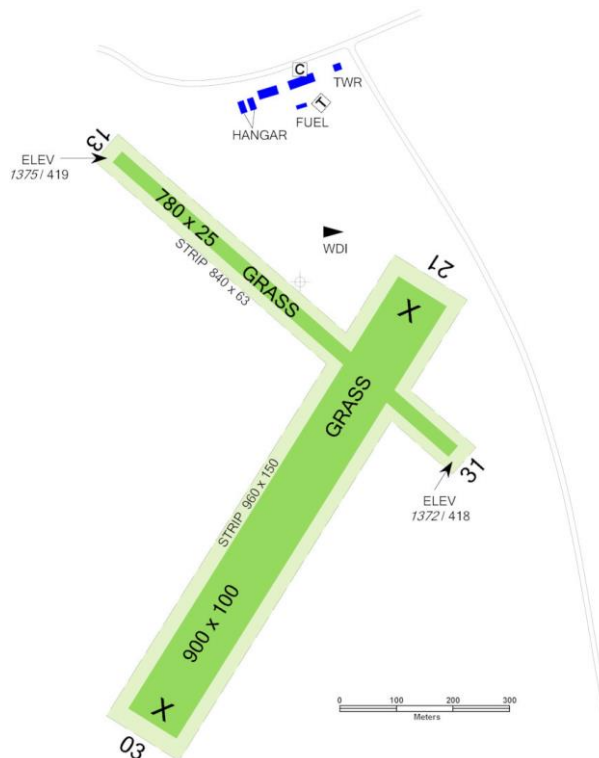 C
TWR
T
FUEL
HANGAR
13
ELEV
1375 / 419
780 x 25
GRASS
STRIP 840 x 63
WDI
21
X
GRASS
STRIP 960 x 150
31
ELEV
1372 / 418
900 x 100
X
03
0 100 200 300
Meters